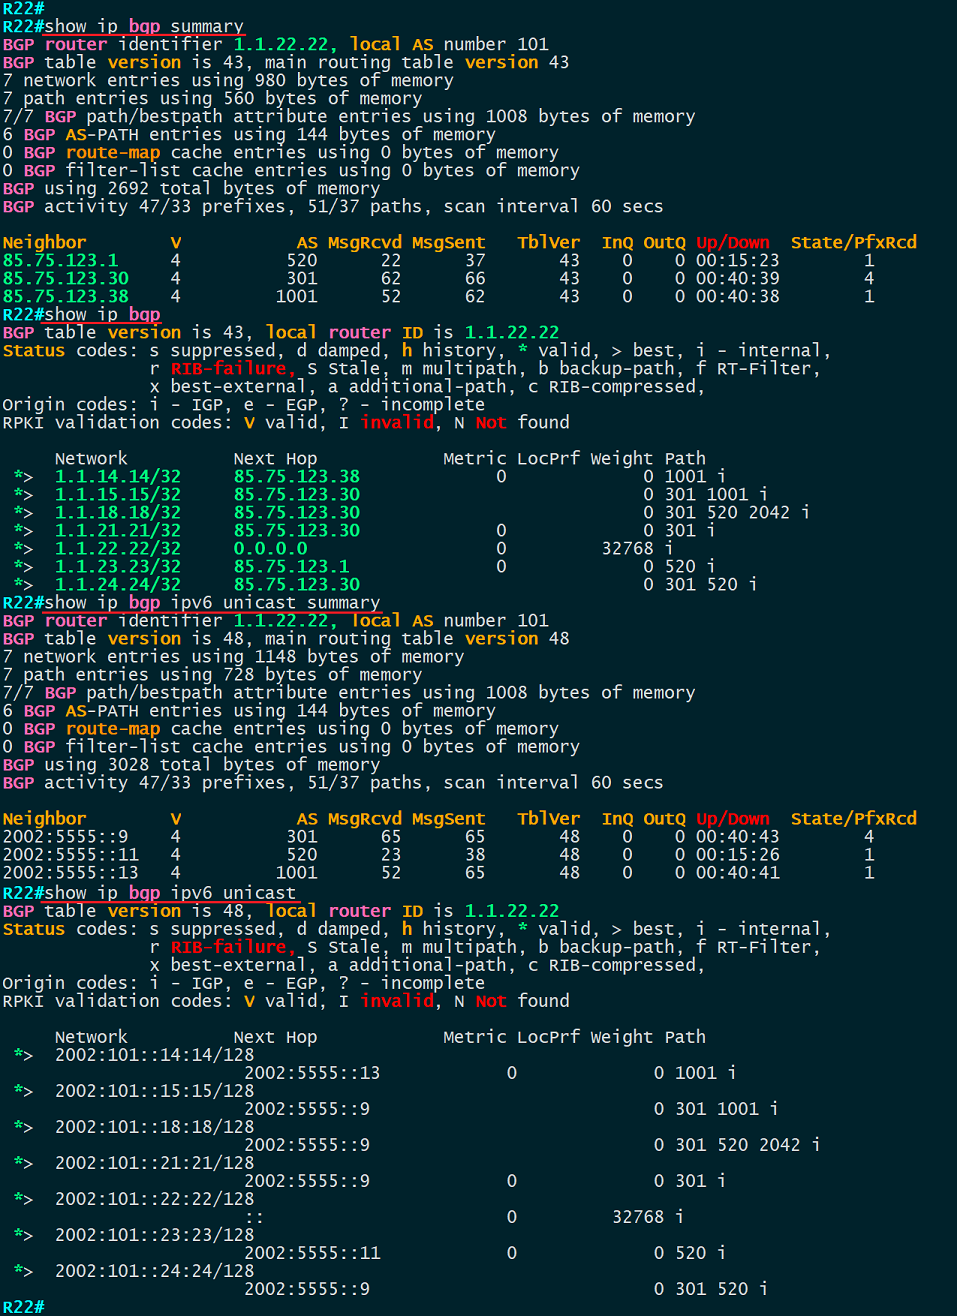 R22#
R22#show ip bgp summary
BGP router identifier 1.1.22.22, local AS number 101
BGP table version is 43, main routing table version 43
7 network entries using 980 bytes of memory
7 path entries using 560 bytes of memory
7/7 BGP path/bestpath attribute entries using 1008 bytes of memory
6 BGP AS-PATH entries using 144 bytes of memory
0 BGP route-map cache entries using 0 bytes of memory
0 BGP filter-list cache entries using 0 bytes of memory
BGP using 2692 total bytes of memory
BGP activity 47/33 prefixes, 51/37 paths, scan interval 60 secs
Neighbor        V           AS MsgRcvd MsgSent   TblVer  InQ OutQ Up/Down  State/PfxRcd
85.75.123.1     4          520      22      37       43    0    0 00:15:23        1
85.75.123.30    4          301      62      66       43    0    0 00:40:39        4
85.75.123.38    4         1001      52      62       43    0    0 00:40:38        1
R22#show ip bgp
BGP table version is 43, local router ID is 1.1.22.22
Status codes: s suppressed, d damped, h history, * valid, > best, i - internal,
              r RIB-failure, S Stale, m multipath, b backup-path, f RT-Filter,
              x best-external, a additional-path, c RIB-compressed,
Origin codes: i - IGP, e - EGP, ? - incomplete
RPKI validation codes: V valid, I invalid, N Not found
     Network          Next Hop            Metric LocPrf Weight Path
 *>  1.1.14.14/32     85.75.123.38             0             0 1001 i
 *>  1.1.15.15/32     85.75.123.30                           0 301 1001 i
 *>  1.1.18.18/32     85.75.123.30                           0 301 520 2042 i
 *>  1.1.21.21/32     85.75.123.30             0             0 301 i
 *>  1.1.22.22/32     0.0.0.0                  0         32768 i
 *>  1.1.23.23/32     85.75.123.1              0             0 520 i
 *>  1.1.24.24/32     85.75.123.30                           0 301 520 i
R22#show ip bgp ipv6 unicast summary
BGP router identifier 1.1.22.22, local AS number 101
BGP table version is 48, main routing table version 48
7 network entries using 1148 bytes of memory
7 path entries using 728 bytes of memory
7/7 BGP path/bestpath attribute entries using 1008 bytes of memory
6 BGP AS-PATH entries using 144 bytes of memory
0 BGP route-map cache entries using 0 bytes of memory
0 BGP filter-list cache entries using 0 bytes of memory
BGP using 3028 total bytes of memory
BGP activity 47/33 prefixes, 51/37 paths, scan interval 60 secs
Neighbor        V           AS MsgRcvd MsgSent   TblVer  InQ OutQ Up/Down  State/PfxRcd
2002:5555::9    4          301      65      65       48    0    0 00:40:43        4
2002:5555::11   4          520      23      38       48    0    0 00:15:26        1
2002:5555::13   4         1001      52      65       48    0    0 00:40:41        1
R22#show ip bgp ipv6 unicast
BGP table version is 48, local router ID is 1.1.22.22
Status codes: s suppressed, d damped, h history, * valid, > best, i - internal,
              r RIB-failure, S Stale, m multipath, b backup-path, f RT-Filter,
              x best-external, a additional-path, c RIB-compressed,
Origin codes: i - IGP, e - EGP, ? - incomplete
RPKI validation codes: V valid, I invalid, N Not found
     Network          Next Hop            Metric LocPrf Weight Path
 *>  2002:101::14:14/128
                       2002:5555::13            0             0 1001 i
 *>  2002:101::15:15/128
                       2002:5555::9                           0 301 1001 i
 *>  2002:101::18:18/128
                       2002:5555::9                           0 301 520 2042 i
 *>  2002:101::21:21/128
                       2002:5555::9             0             0 301 i
 *>  2002:101::22:22/128
                       ::                       0         32768 i
 *>  2002:101::23:23/128
                       2002:5555::11            0             0 520 i
 *>  2002:101::24:24/128
                       2002:5555::9                           0 301 520 i
R22#